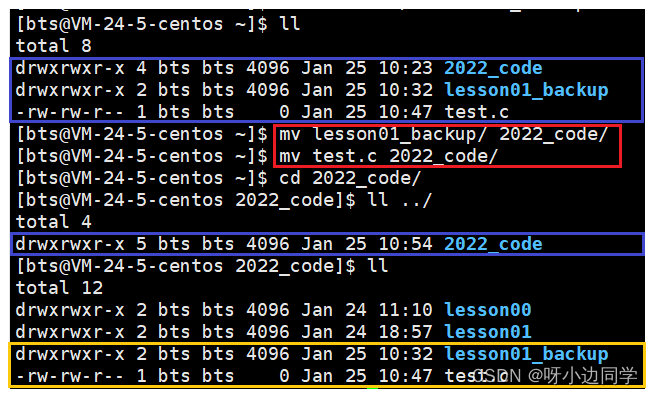 [bts@VM-24-5-centos ~]$ ll
total 8
drwxrwxr-x 4 bts bts 4096 Jan 25 10:23 2022_code
drwxrwxr-x 2 bts bts 4096 Jan 25 10:32 lesson01_backup
-rw-rw-r-- 1 bts bts    0 Jan 25 10:47 test.c
[bts@VM-24-5-centos ~]$ mv lesson01_backup/ 2022_code/
[bts@VM-24-5-centos ~]$ mv test.c 2022_code/
[bts@VM-24-5-centos ~]$ cd 2022_code/
[bts@VM-24-5-centos 2022_code]$ ll ../
total 4
drwxrwxr-x 5 bts bts 4096 Jan 25 10:54 2022_code
[bts@VM-24-5-centos 2022_code]$ ll
total 12
drwxrwxr-x 2 bts bts 4096 Jan 24 11:10 lesson00
drwxrwxr-x 2 bts bts 4096 Jan 24 18:57 lesson01
drwxrwxr-x 2 bts bts 4096 Jan 25 10:32 lesson01_backup
-rw-rw-r-- 1 bts bts    0 Jan 25 10:47 test.c
CSDN @呀小边同学